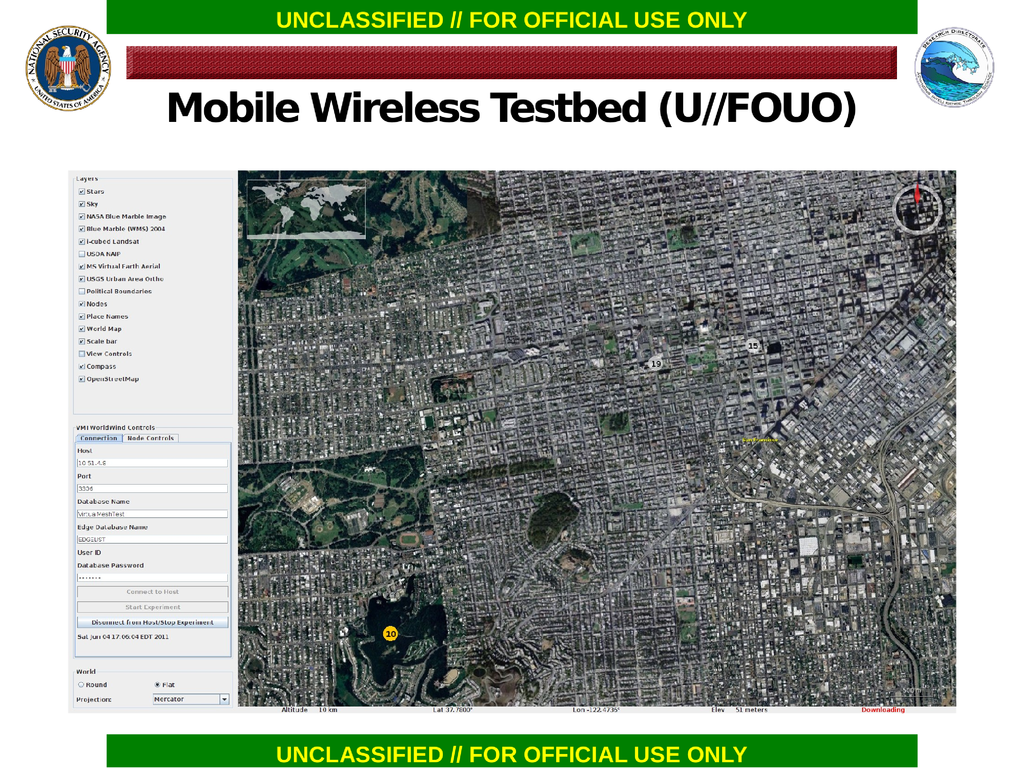 UNCLASSIFIED // FOR OFFICIAL USE ONLY
NATIONAL SECURITY AGENCY
UNITED STATES OF AMERICA
RESEARCH DIRECTORATE
Mobile Wireless Testbed (U//FOUO)
Layers
Stars
Sky
NASA Blue Marble Image
Blue Marble (WMS) 2004
i-cubed Landsat
USDA NAIP
MS Virtual Earth Aerial
USGS Urban Area Ortho
Political Boundaries
Nodes
Place Names
World Map
Scale bar
View Controls
Compass
OpenStreetMap
15
19
VMI WorldWind Controls
Connection
Node Controls
Host
10.51.4.6
Port
Database Name
VirtualMeshTest
Edge Database Name
EDGELIST
User ID
Database Password
Connect to Host
Start Experiment
Disconnect from Host/Stop Experiment
Sat Jun 04 17:06:04 EDT 2011
10
World
Round
Flat
Projection:
Mercator
Altitude 10 km
Lat 37.7800°
Lon -122.4736°
Elev 51 meters
Downloading
UNCLASSIFIED // FOR OFFICIAL USE ONLY